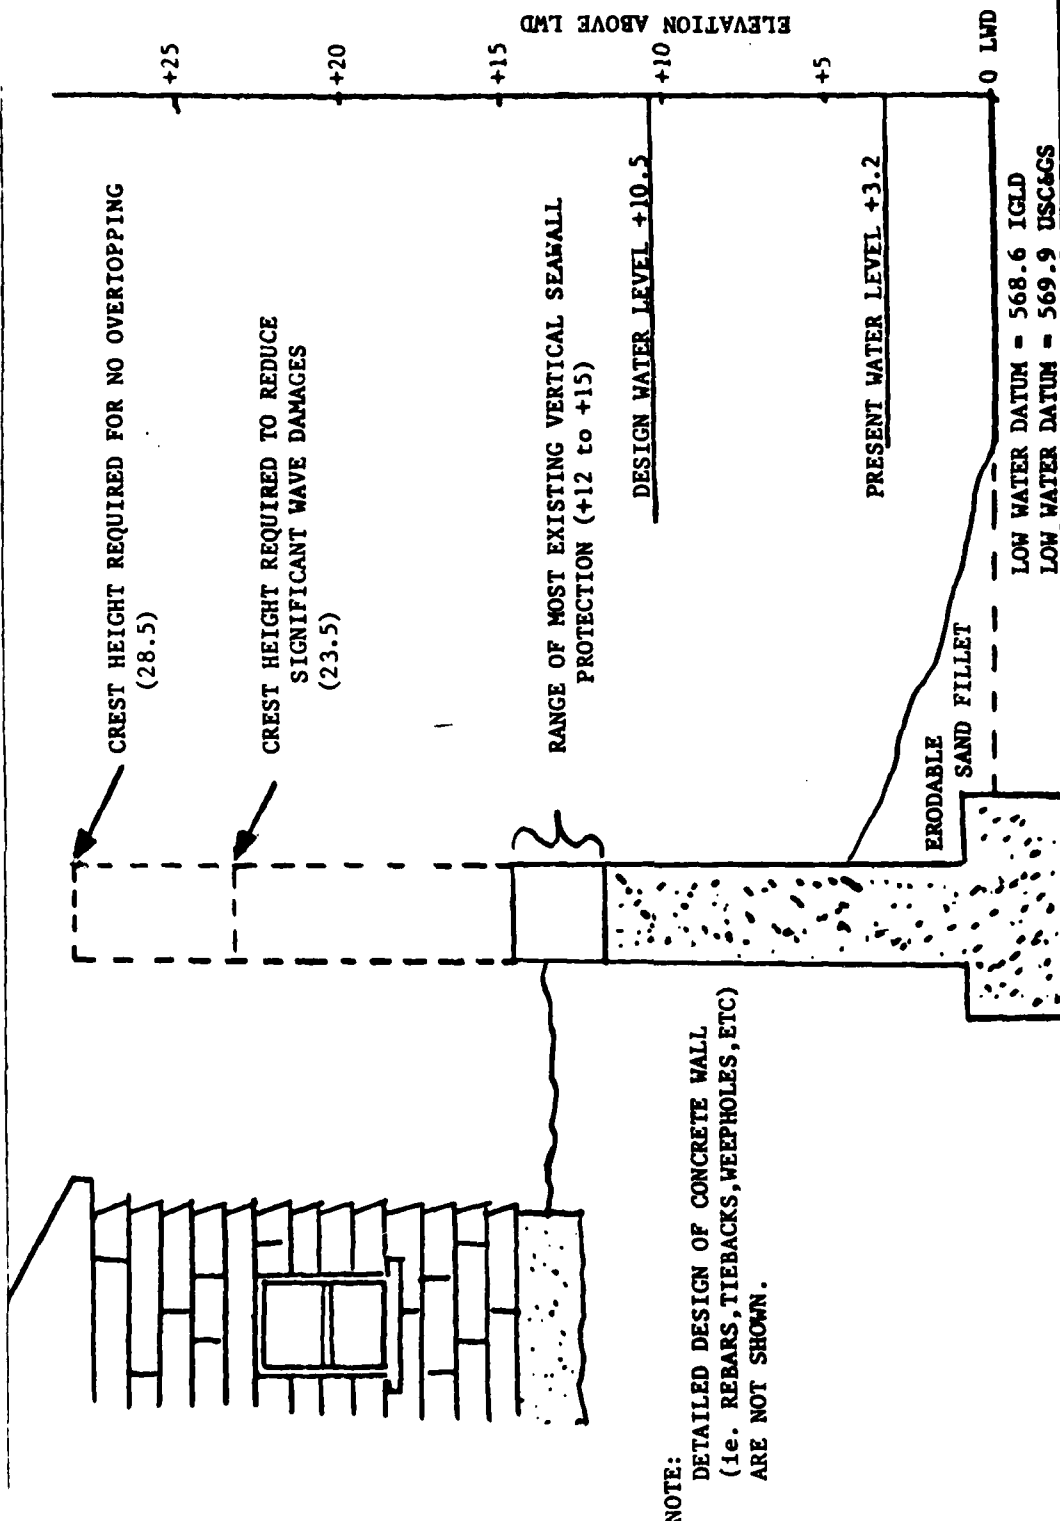 CREST HEIGHT REQUIRED FOR NO OVERTOPPING
(28.5)
CREST HEIGHT REQUIRED TO REDUCE
SIGNIFICANT WAVE DAMAGES
(23.5)
RANGE OF MOST EXISTING VERTICAL SEAWALL
PROTECTION (+12 to +15)
DESIGN WATER LEVEL +10.5
PRESENT WATER LEVEL +3.2
ERODABLE
SAND FILLET
+25
+20
+15
+10
+5
0 LWD
ELEVATION ABOVE LWD
LOW WATER DATUM = 568.6 IGLD
LOW WATER DATUM = 569.9 USC&GS
NOTE:
DETAILED DESIGN OF CONCRETE WALL
(ie. REBARS,TIEBACKS,WEEPHOLES,ETC)
ARE NOT SHOWN.